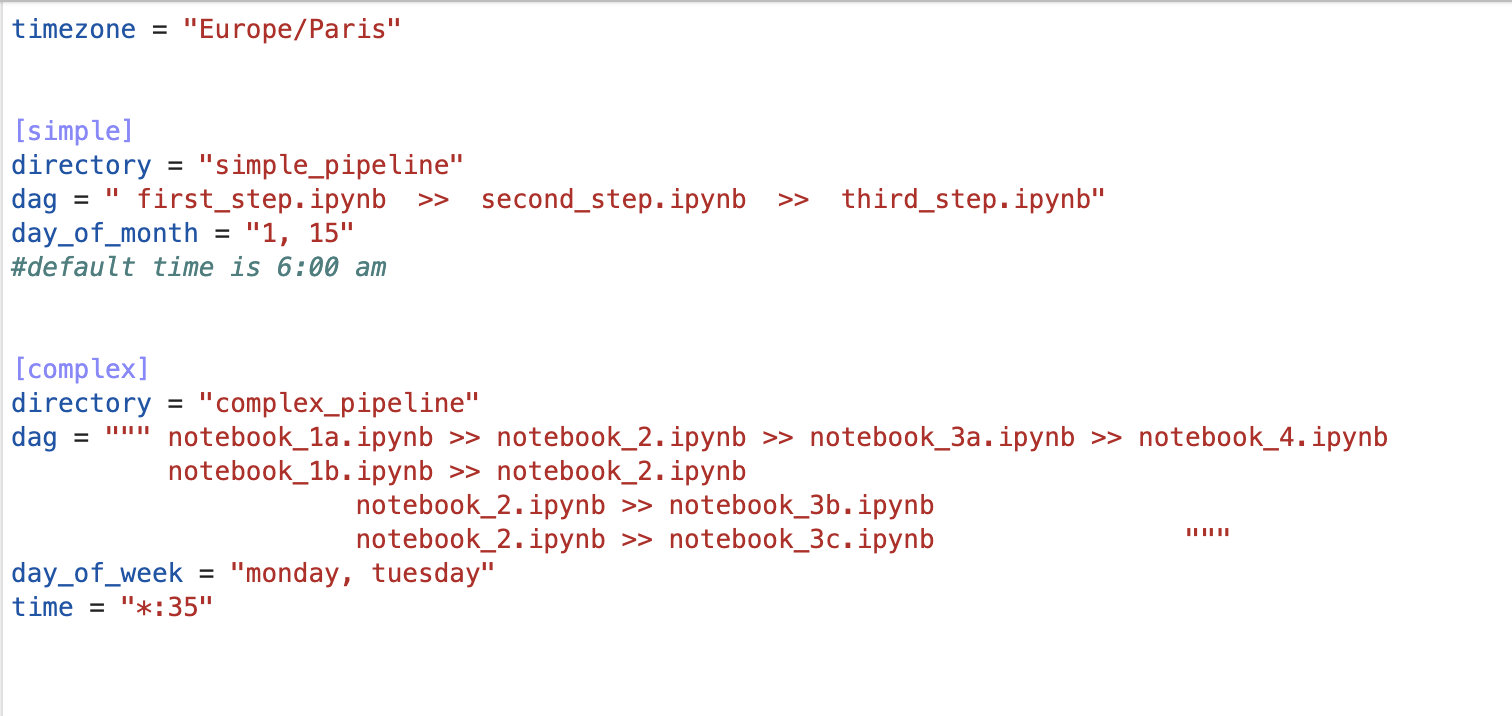 timezone = "Europe/Paris"
[simple]
directory = "simple_pipeline"
dag = " first_step.ipynb  >>  second_step.ipynb  >>  third_step.ipynb"
day_of_month = "1, 15"
#default time is 6:00 am
[complex]
directory = "complex_pipeline"
dag = """ notebook_1a.ipynb >> notebook_2.ipynb >> notebook_3a.ipynb >> notebook_4.ipynb
          notebook_1b.ipynb >> notebook_2.ipynb
                      notebook_2.ipynb >> notebook_3b.ipynb
                      notebook_2.ipynb >> notebook_3c.ipynb                """
day_of_week = "monday, tuesday"
time = "*:35"